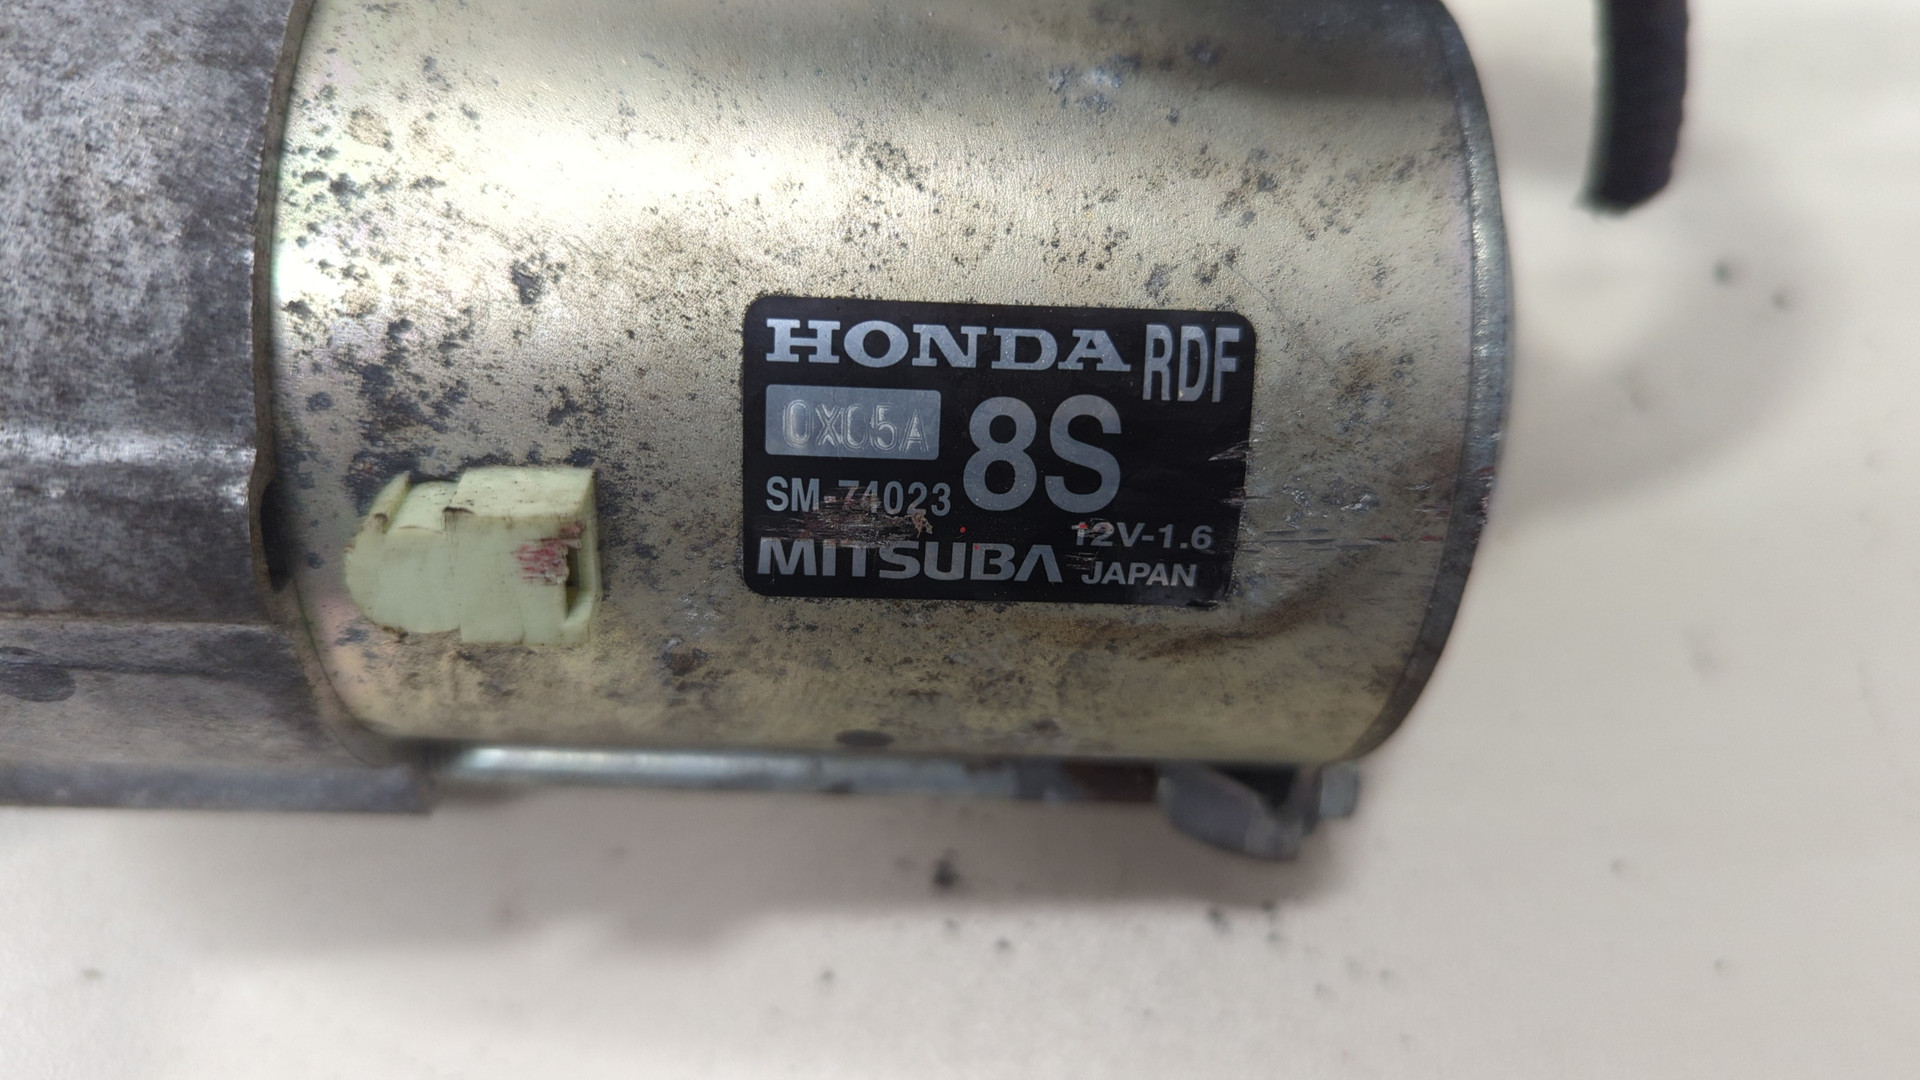 HONDA RDF
0X05A 8S
SM-74023
12V-1.6
MITSUBA JAPAN